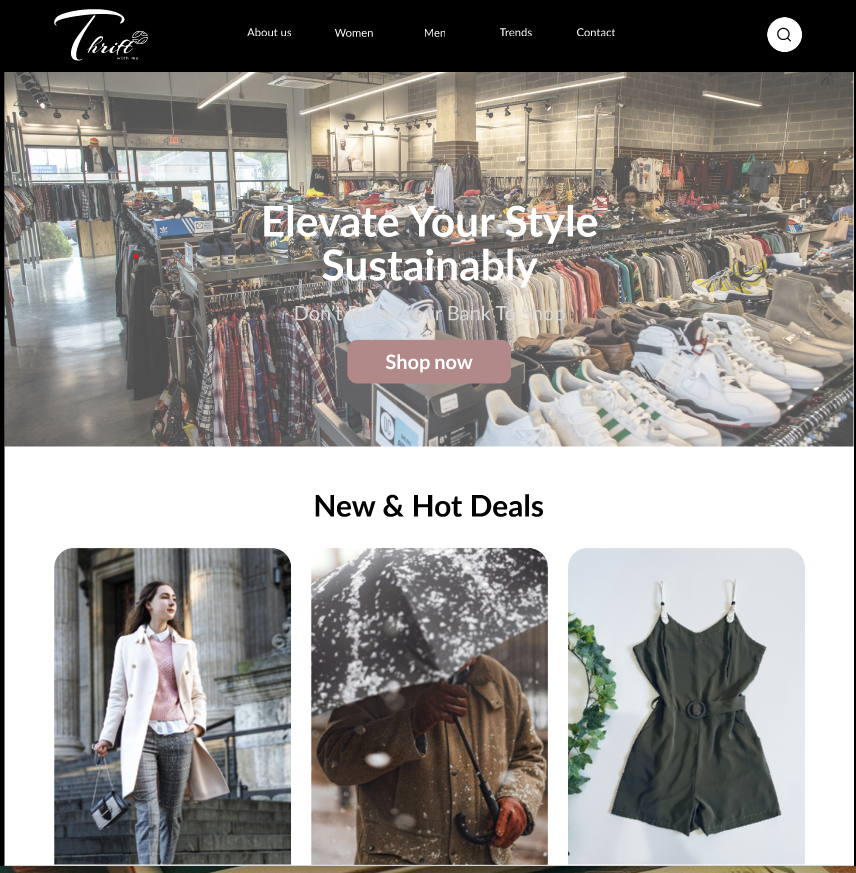 Thrift
with me
About us
Women
Men
Trends
Contact
Elevate Your Style
Sustainably
Don't Your Bank To Shop
Shop now
New & Hot Deals